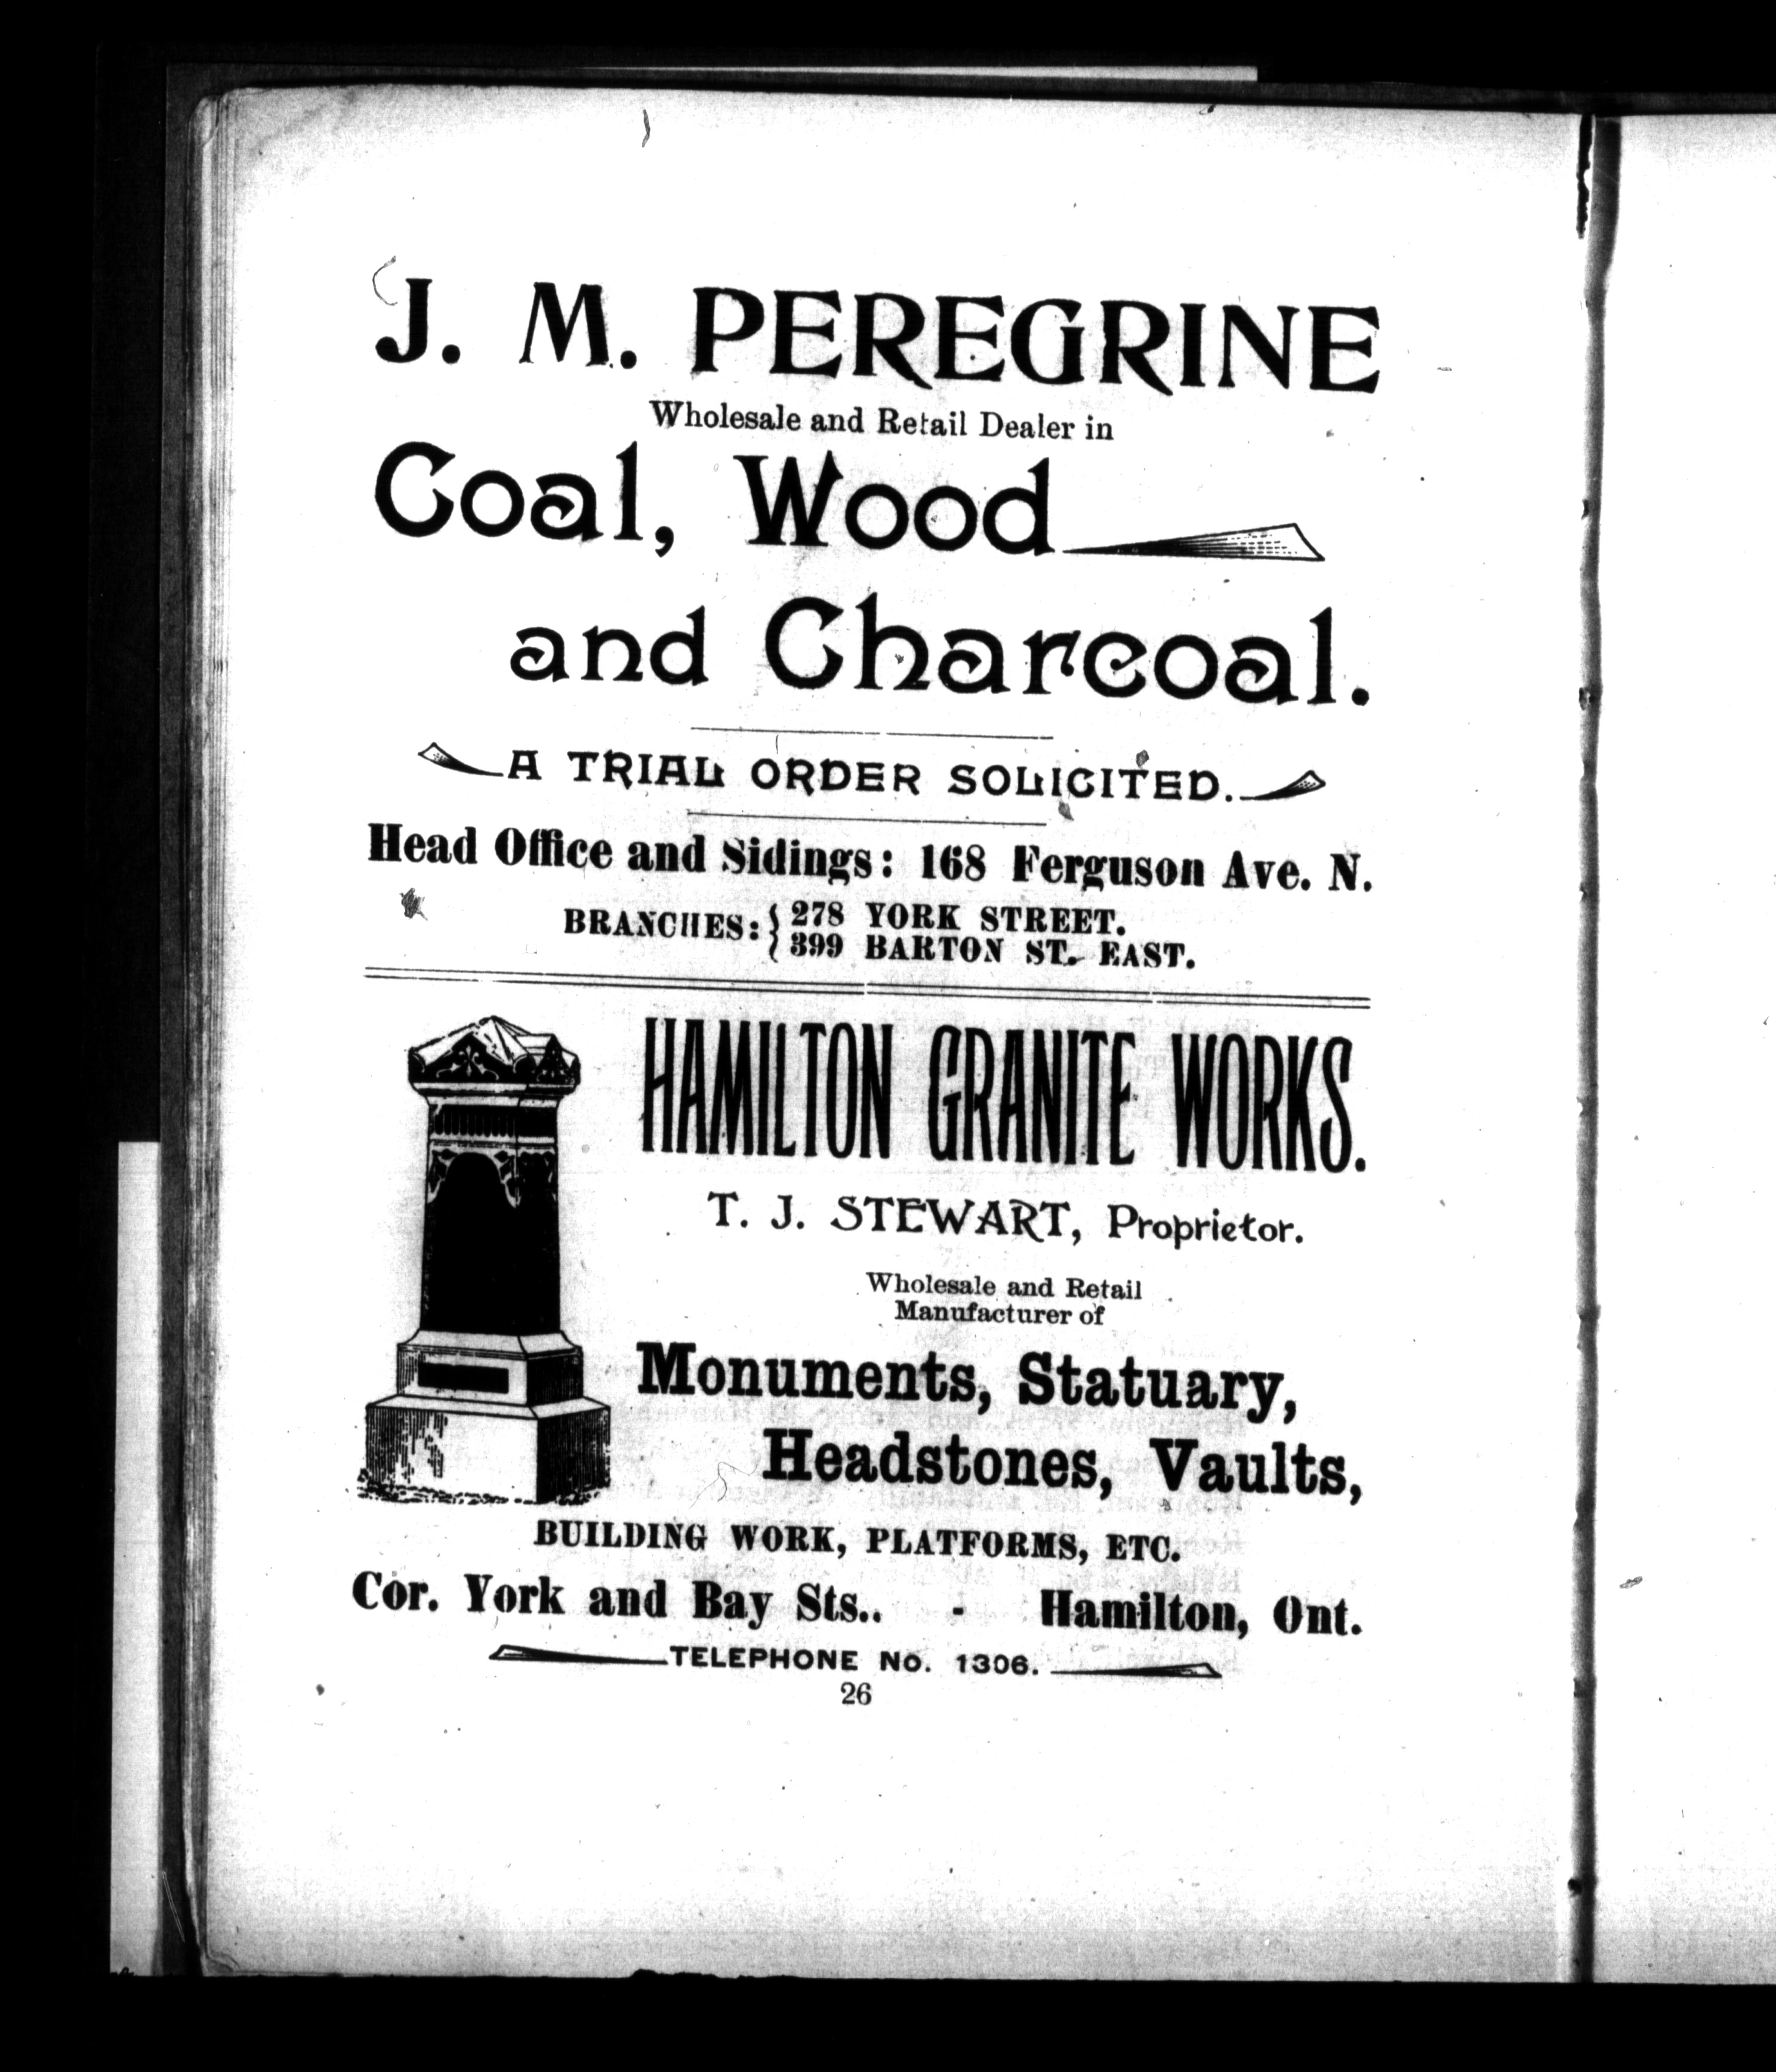 J. M. PEREGRINE
Wholesale and Retail Dealer in
Coal, Wood
and Charcoal.
A TRIAL ORDER SOLICITED.
Head Office and Sidings: 168 Ferguson Ave. N.
BRANCHES: { 278 YORK STREET.
399 BARTON ST. EAST.
HAMILTON GRANITE WORKS.
T. J. STEWART, Proprietor.
Wholesale and Retail
Manufacturer of
Monuments, Statuary,
Headstones, Vaults,
BUILDING WORK, PLATFORMS, ETC.
Cor. York and Bay Sts.. - Hamilton, Ont.
TELEPHONE No. 1306.
26